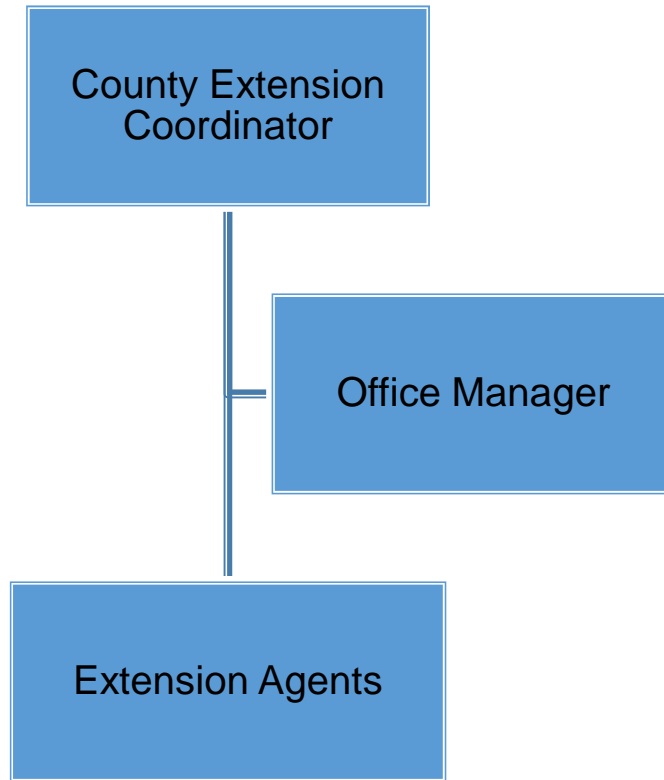 County Extension
Coordinator
Office Manager
Extension Agents